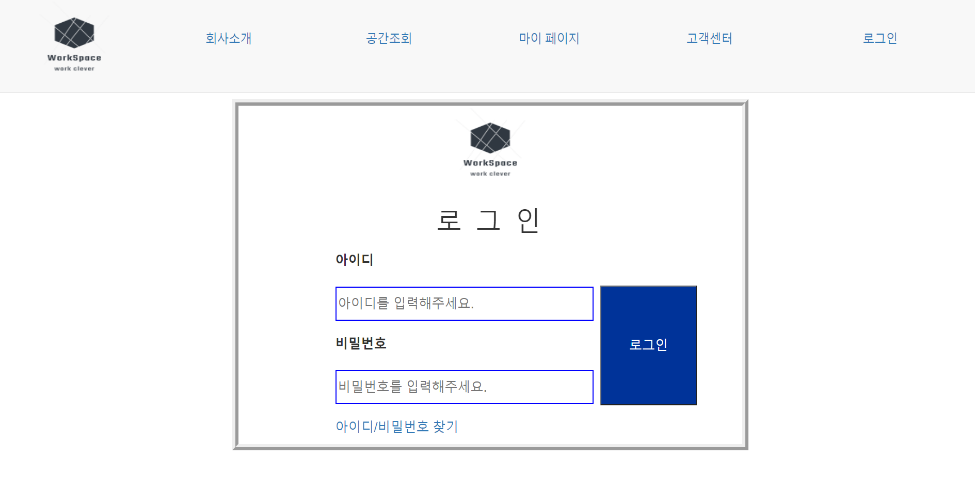 WorkSpace
work clever
회사소개 공간조회 마이 페이지 고객센터 로그인
WorkSpace
work clever
로 그 인
아이디
아이디를 입력해주세요.
로그인
비밀번호
비밀번호를 입력해주세요.
아이디/비밀번호 찾기